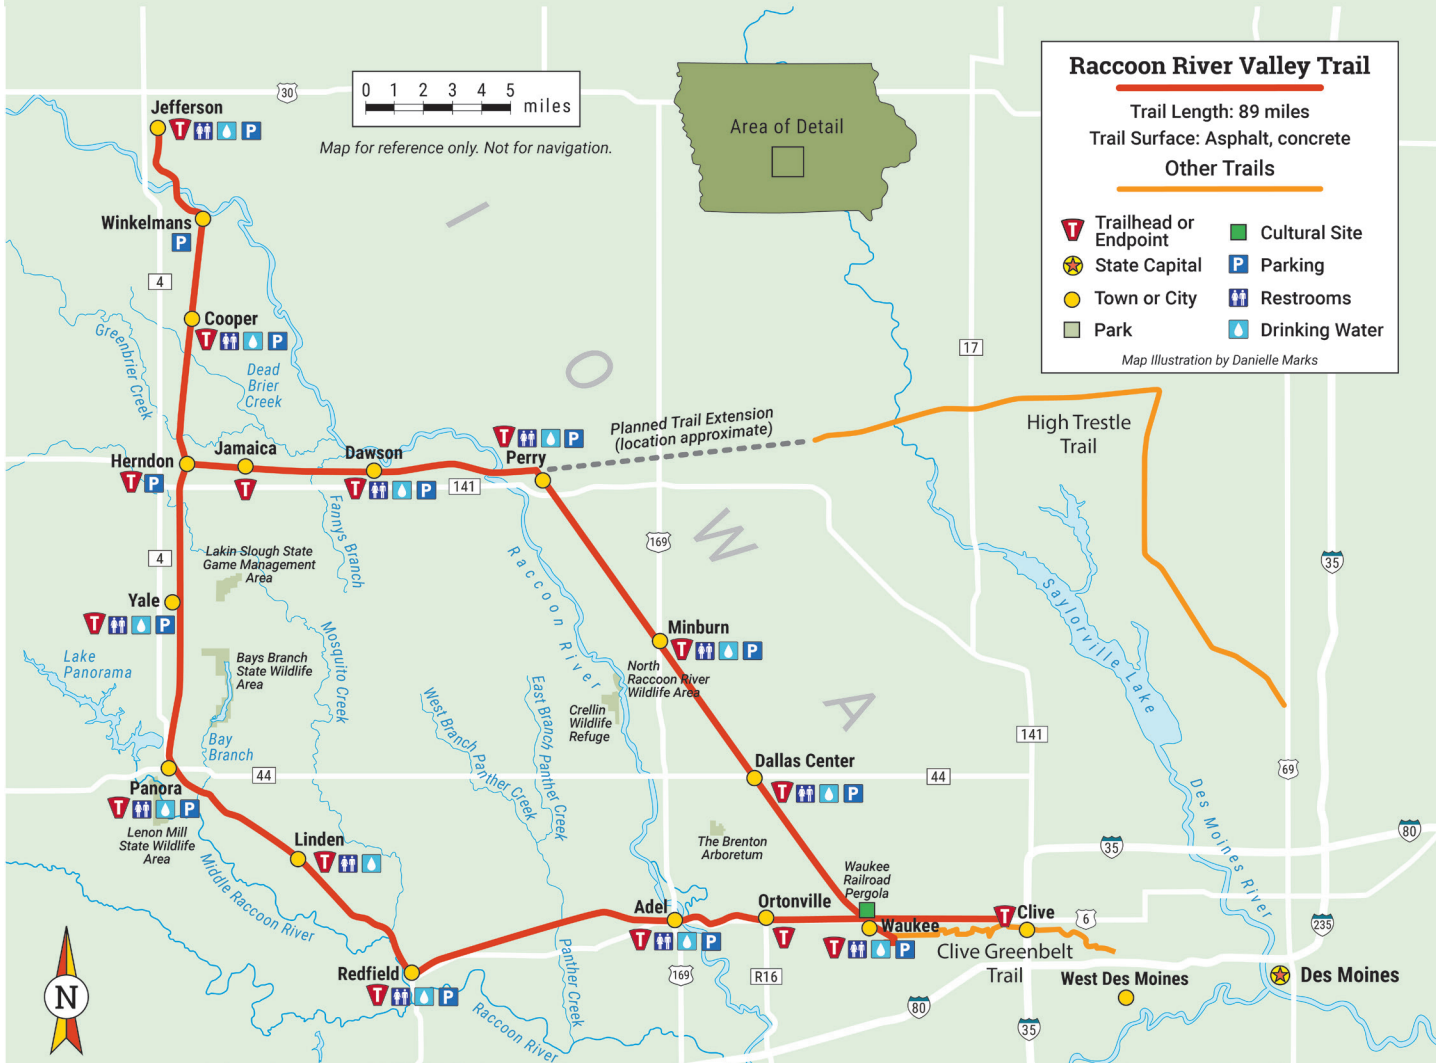 Raccoon River Valley Trail
Trail Length: 89 miles
Trail Surface: Asphalt, concrete
Other Trails
T
Trailhead or
Endpoint
State Capital
Town or City
Park
Cultural Site
P
Parking
Restrooms
Drinking Water
Map Illustration by Danielle Marks
0 1 2 3 4 5
miles
Map for reference only. Not for navigation.
Area of Detail
I
O
W
A
30
Jefferson
T
P
Winkelmans
P
4
Cooper
T
P
Greenbrier Creek
Dead
Brier
Creek
17
High Trestle
Trail
Planned Trail Extension
(location approximate)
T
P
Perry
Herndon
T
P
Jamaica
T
Dawson
T
P
141
Fannys Branch
Raccoon River
169
35
4
Lakin Slough State
Game Management
Area
Yale
T
P
Saylorville Lake
Minburn
T
P
North
Raccoon River
Wildlife Area
Mosquito Creek
Lake
Panorama
Bays Branch
State Wildlife
Area
Bay
Branch
West Branch Panther Creek
East Branch Panther Creek
Crellin
Wildlife
Refuge
141
69
Panora
T
P
44
Dallas Center
T
P
44
Des Moines River
Lenon Mill
State Wildlife
Area
Linden
T
The Brenton
Arboretum
35
80
Middle Raccoon River
Waukee
Railroad
Pergola
Adel
T
P
Ortonville
T
Waukee
T
P
T
Clive
6
235
Clive Greenbelt
Trail
Redfield
T
P
Panther Creek
169
R16
West Des Moines
Des Moines
Raccoon River
80
35
N